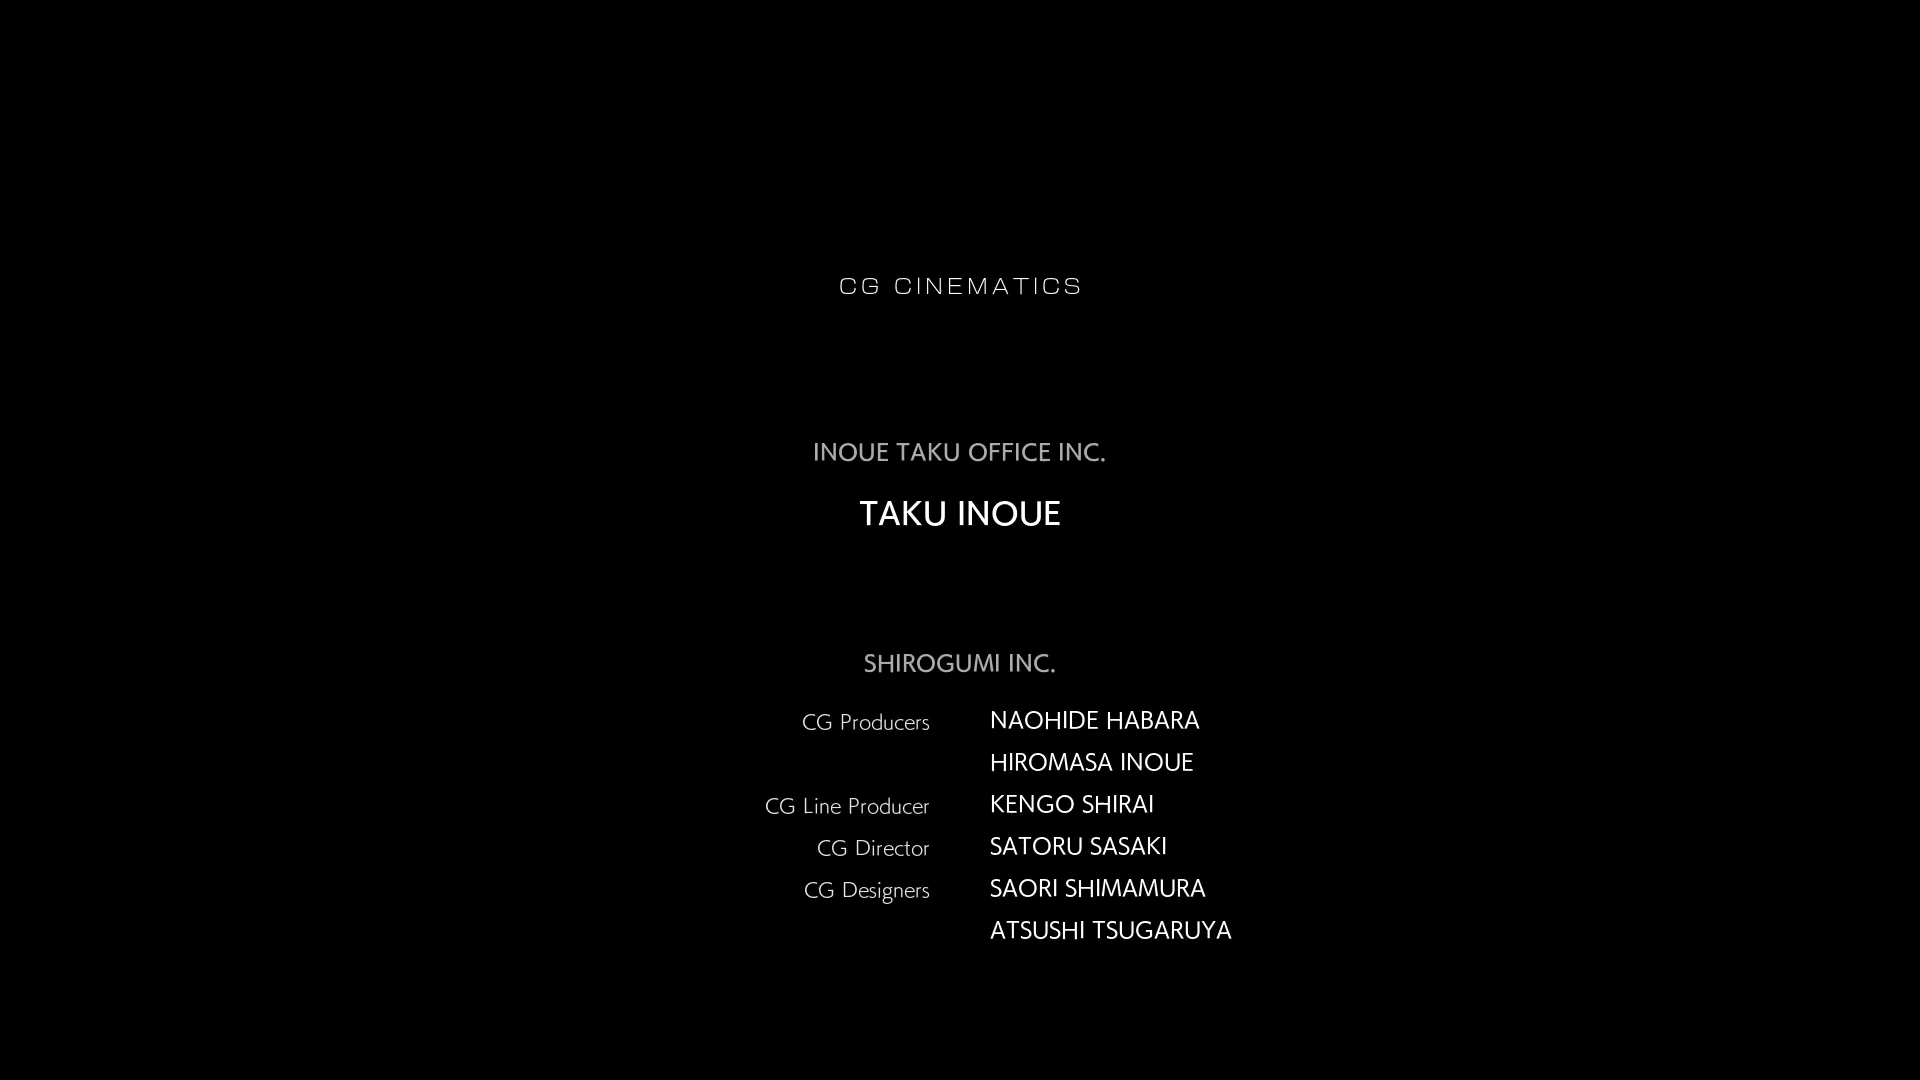 CG CINEMATICS
INOUE TAKU OFFICE INC.
TAKU INOUE
SHIROGUMI INC.
CG Producers NAOHIDE HABARA
HIROMASA INOUE
CG Line Producer KENGO SHIRAI
CG Director SATORU SASAKI
CG Designers SAORI SHIMAMURA
ATSUSHI TSUGARUYA